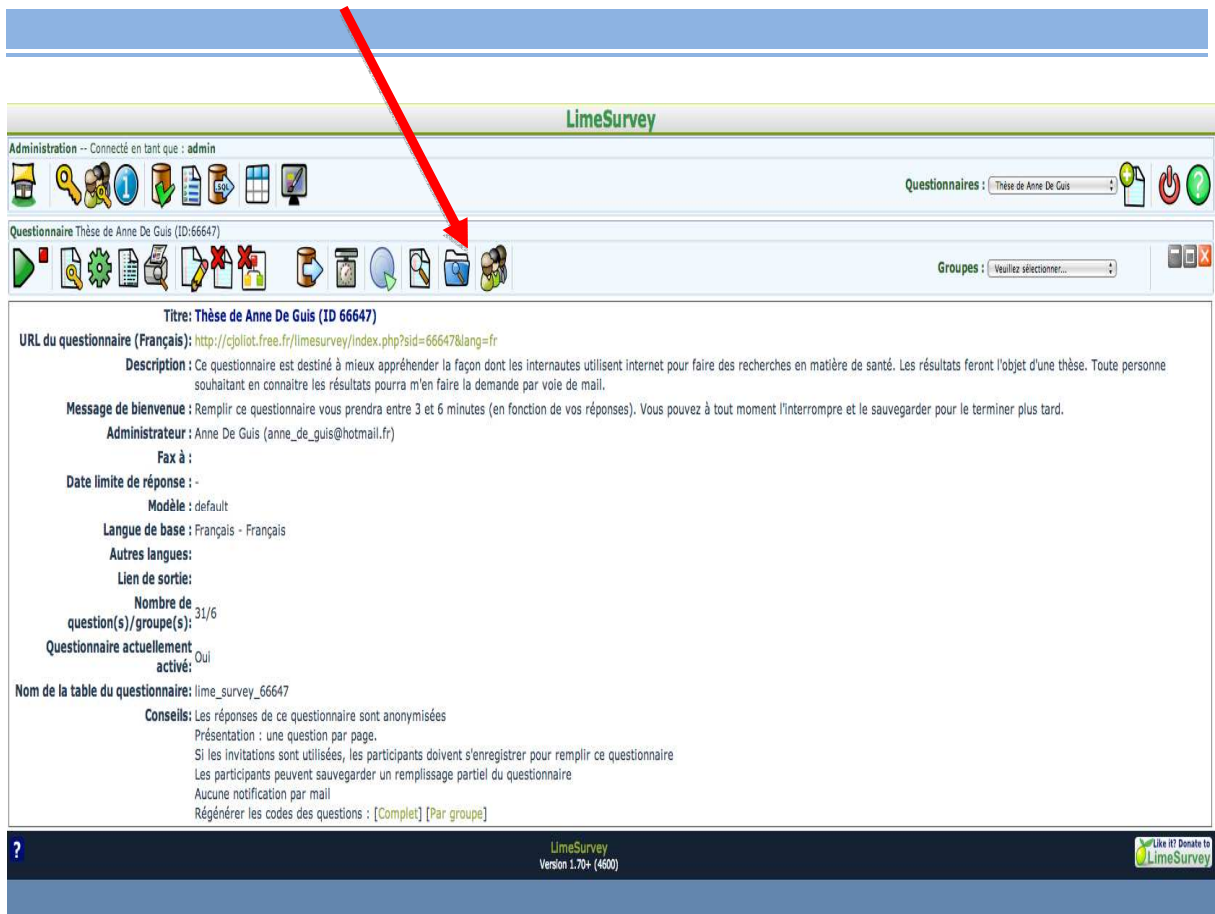 LimeSurvey
Administration -- Connecté en tant que : admin
.SQL
Questionnaires : Thèse de Anne De Guis
?
Questionnaire Thèse de Anne De Guis (ID:66647)
Groupes : Veuillez sélectionner...
Titre: Thèse de Anne De Guis (ID 66647)
URL du questionnaire (Français): http://cjoliot.free.fr/limesurvey/index.php?sid=66647&lang=fr
Description : Ce questionnaire est destiné à mieux appréhender la façon dont les internautes utilisent internet pour faire des recherches en matière de santé. Les résultats feront l'objet d'une thèse. Toute personne
souhaitant en connaitre les résultats pourra m'en faire la demande par voie de mail.
Message de bienvenue : Remplir ce questionnaire vous prendra entre 3 et 6 minutes (en fonction de vos réponses). Vous pouvez à tout moment l'interrompre et le sauvegarder pour le terminer plus tard.
Administrateur : Anne De Guis (anne_de_guis@hotmail.fr)
Fax à :
Date limite de réponse : -
Modèle : default
Langue de base : Français - Français
Autres langues:
Lien de sortie:
Nombre de
question(s)/groupe(s): 31/6
Questionnaire actuellement
activé: Oui
Nom de la table du questionnaire: lime_survey_66647
Conseils: Les réponses de ce questionnaire sont anonymisées
Présentation : une question par page.
Si les invitations sont utilisées, les participants doivent s'enregistrer pour remplir ce questionnaire
Les participants peuvent sauvegarder un remplissage partiel du questionnaire
Aucune notification par mail
Régénérer les codes des questions : [Complet] [Par groupe]
?
LimeSurvey
Version 1.70+ (4600)
Like it? Donate to
LimeSurvey